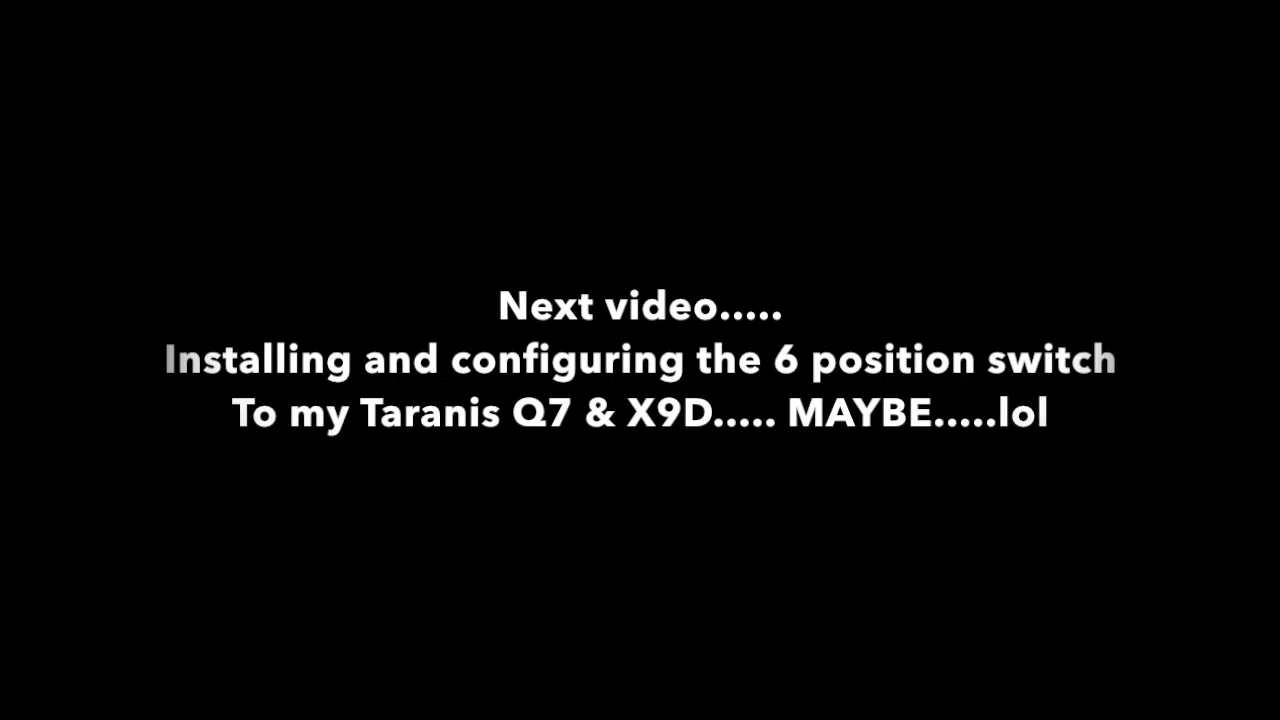 Next video.....
Installing and configuring the 6 position switch
To my Taranis Q7 & X9D..... MAYBE.....lol